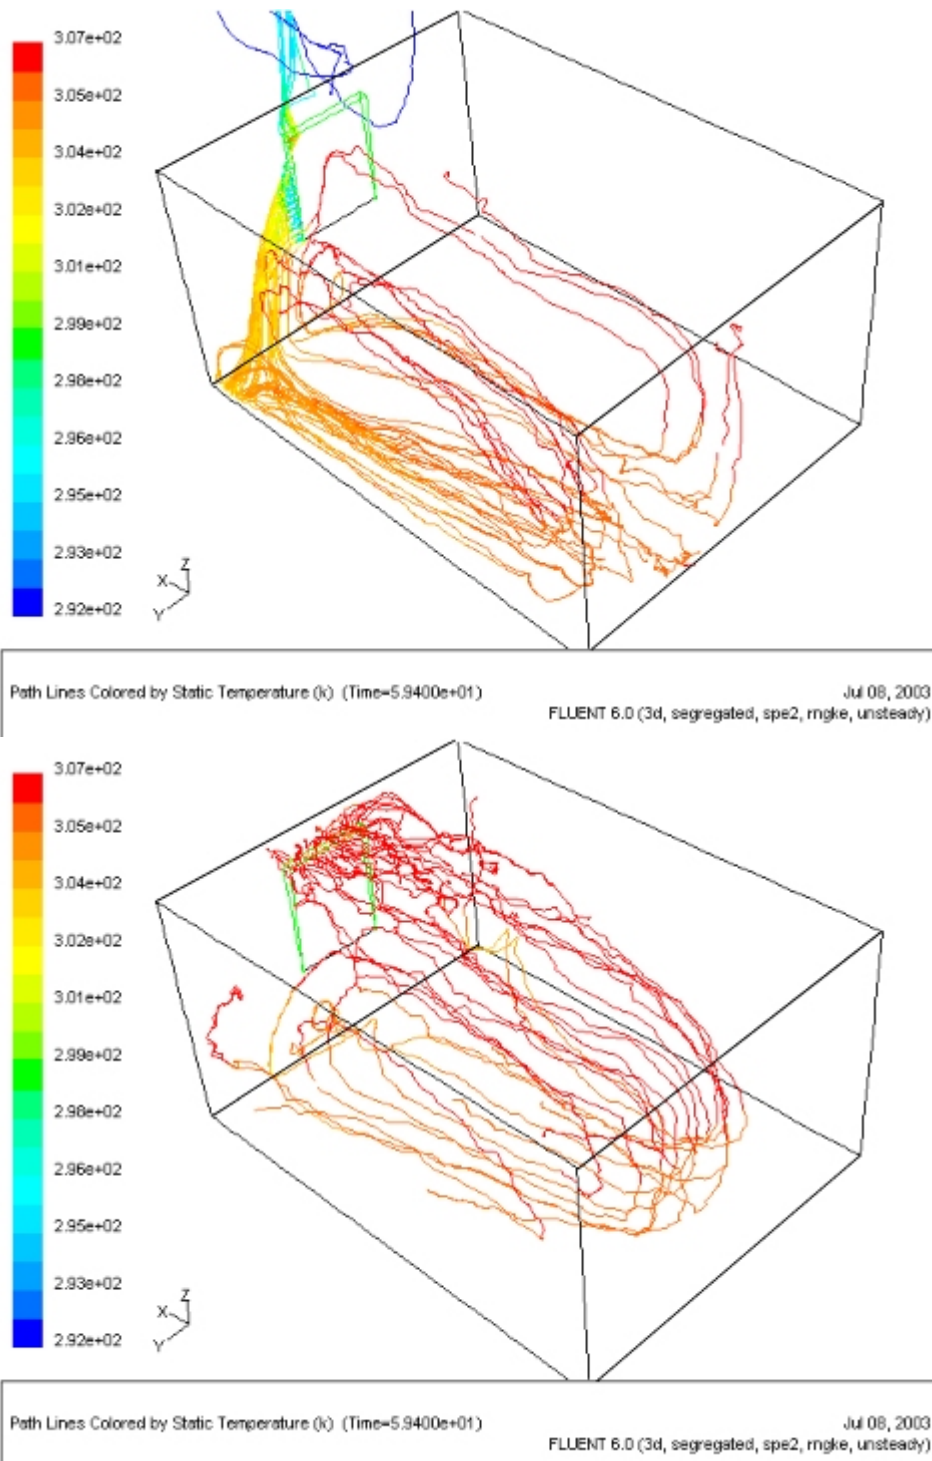 3.07e+02
3.05e+02
3.04e+02
3.02e+02
3.01e+02
2.99e+02
2.98e+02
2.96e+02
2.95e+02
2.93e+02
2.92e+02
Z
X
Y
Path Lines Colored by Static Temperature (k) (Time=5.9400e+01)
Jul 08, 2003
FLUENT 6.0 (3d, segregated, spe2, rngke, unsteady)
3.07e+02
3.05e+02
3.04e+02
3.02e+02
3.01e+02
2.99e+02
2.98e+02
2.96e+02
2.95e+02
2.93e+02
2.92e+02
Z
X
Y
Path Lines Colored by Static Temperature (k) (Time=5.9400e+01)
Jul 08, 2003
FLUENT 6.0 (3d, segregated, spe2, rngke, unsteady)